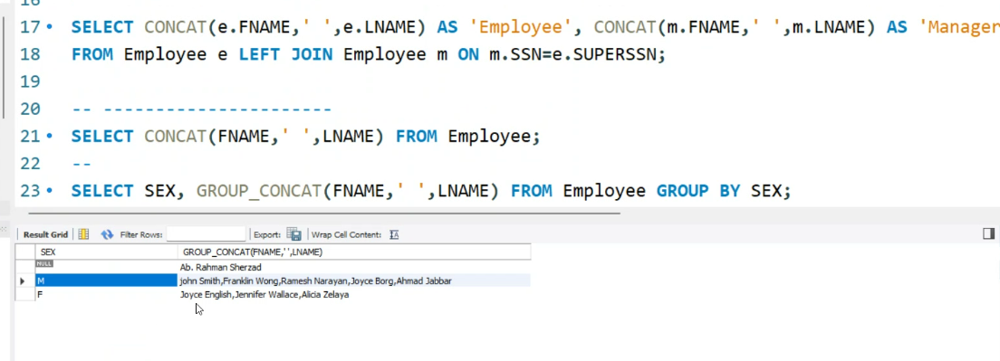 16
17 SELECT CONCAT(e.FNAME,' ',e.LNAME) AS 'Employee', CONCAT(m.FNAME,' ',m.LNAME) AS 'Manager
18 FROM Employee e LEFT JOIN Employee m ON m.SSN=e.SUPERSSN;
19
20 -- ----------------------
21 SELECT CONCAT(FNAME,' ',LNAME) FROM Employee;
22 --
23 SELECT SEX, GROUP_CONCAT(FNAME,' ',LNAME) FROM Employee GROUP BY SEX;
Result Grid Filter Rows: Export: Wrap Cell Content:
SEX GROUP_CONCAT(FNAME,' ',LNAME)
NULL Ab. Rahman Sherzad
M john Smith,Franklin Wong,Ramesh Narayan,Joyce Borg,Ahmad Jabbar
F Joyce English,Jennifer Wallace,Alicia Zelaya